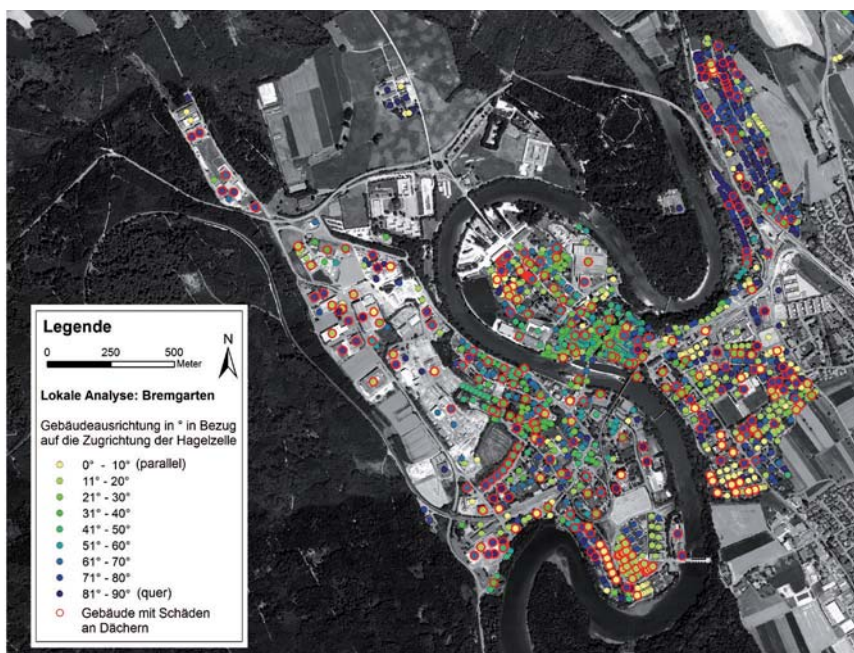 Legende
N
0 250 500
Meter
Lokale Analyse: Bremgarten
Gebäudeausrichtung in ° in Bezug
auf die Zugrichtung der Hagelzelle
0° - 10° (parallel)
11° - 20°
21° - 30°
31° - 40°
41° - 50°
51° - 60°
61° - 70°
71° - 80°
81° - 90° (quer)
Gebäude mit Schäden
an Dächern